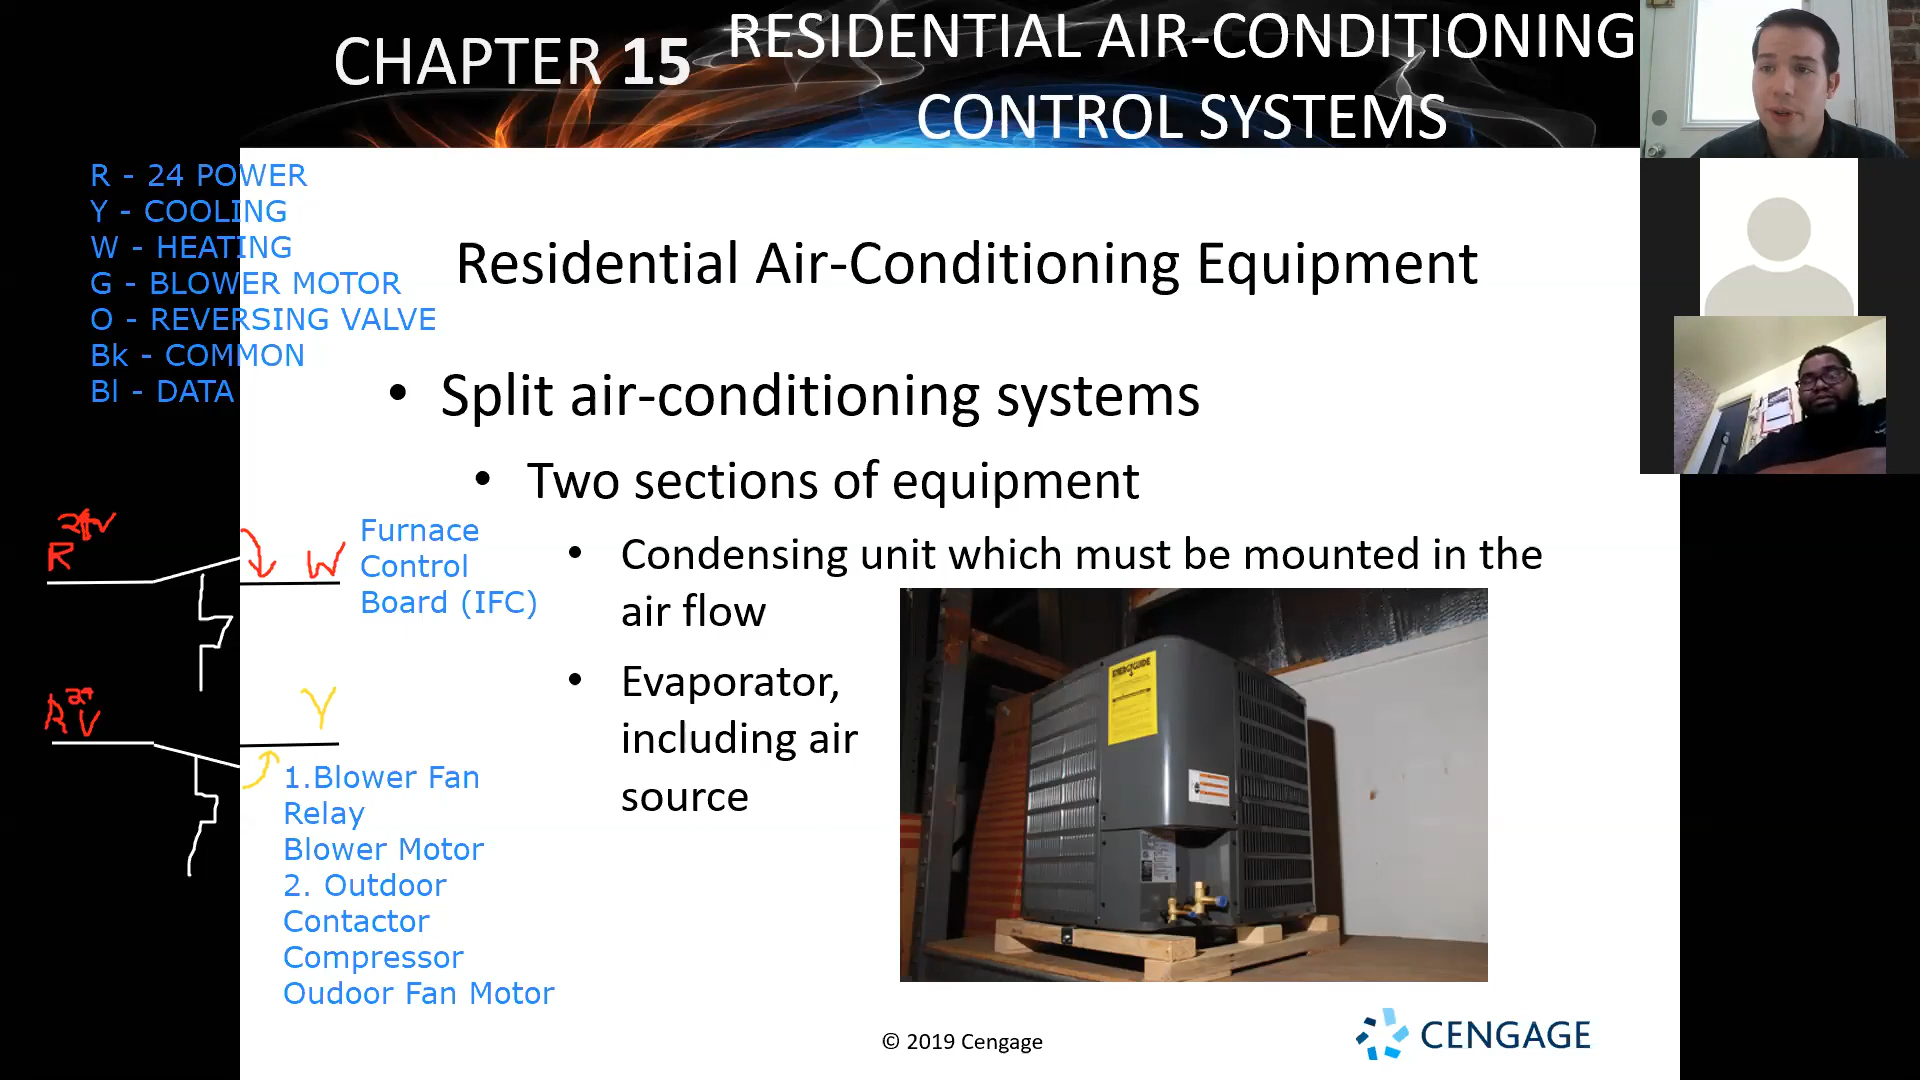 CHAPTER 15
RESIDENTIAL AIR-CONDITIONING
CONTROL SYSTEMS
R - 24 POWER
Y - COOLING
W - HEATING
G - BLOWER MOTOR
O - REVERSING VALVE
Bk - COMMON
Bl - DATA
Residential Air-Conditioning Equipment
• Split air-conditioning systems
• Two sections of equipment
• Condensing unit which must be mounted in the
air flow
• Evaporator,
including air
source
24V
R
W
Furnace
Control
Board (IFC)
R 24
V
Y
1.Blower Fan
Relay
Blower Motor
2. Outdoor
Contactor
Compressor
Oudoor Fan Motor
ENERGYGUIDE
© 2019 Cengage
CENGAGE